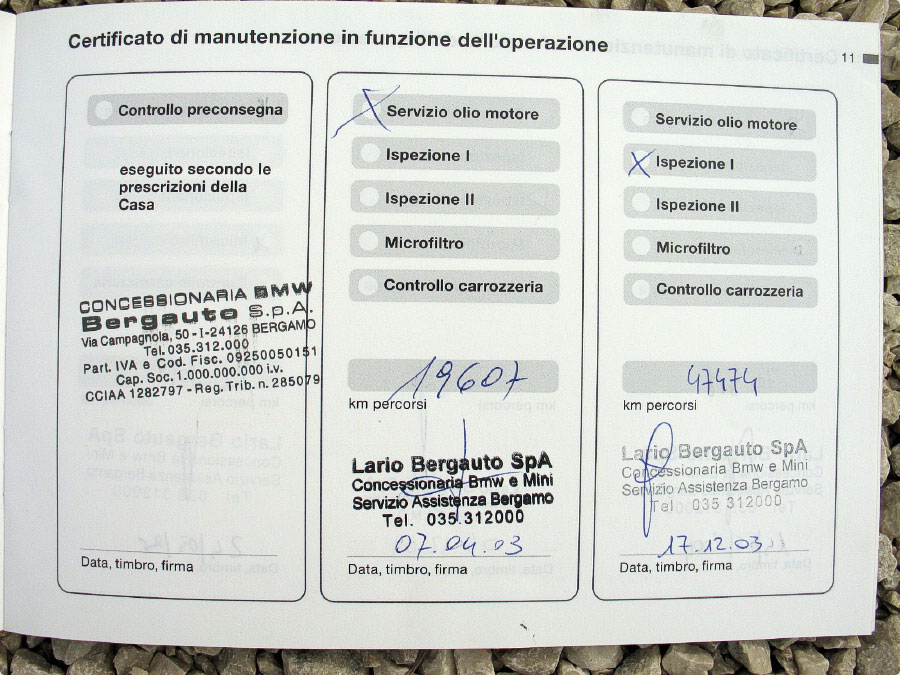 Certificato di manutenzione in funzione dell'operazione
11
Controllo preconsegna
eseguito secondo le
prescrizioni della
Casa
CONCESSIONARIA BMW
Bergauto S.p.A.
Via Campagnola, 50 - I-24126 BERGAMO
Tel. 035.312.000
Part. IVA e Cod. Fisc. 09250050151
Cap. Soc. 1.000.000.000 i.v.
CCIAA 1282797 - Reg. Trib. n. 285079
Data, timbro, firma
Servizio olio motore
Ispezione I
Ispezione II
Microfiltro
Controllo carrozzeria
19607
km percorsi
Lario Bergauto SpA
Concessionaria Bmw e Mini
Servizio Assistenza Bergamo
Tel. 035 312000
07.04.03
Data, timbro, firma
Servizio olio motore
Ispezione I
Ispezione II
Microfiltro
Controllo carrozzeria
47474
km percorsi
Lario Bergauto SpA
Concessionaria Bmw e Mini
Servizio Assistenza Bergamo
Tel 035 312000
17.12.03
Data, timbro, firma